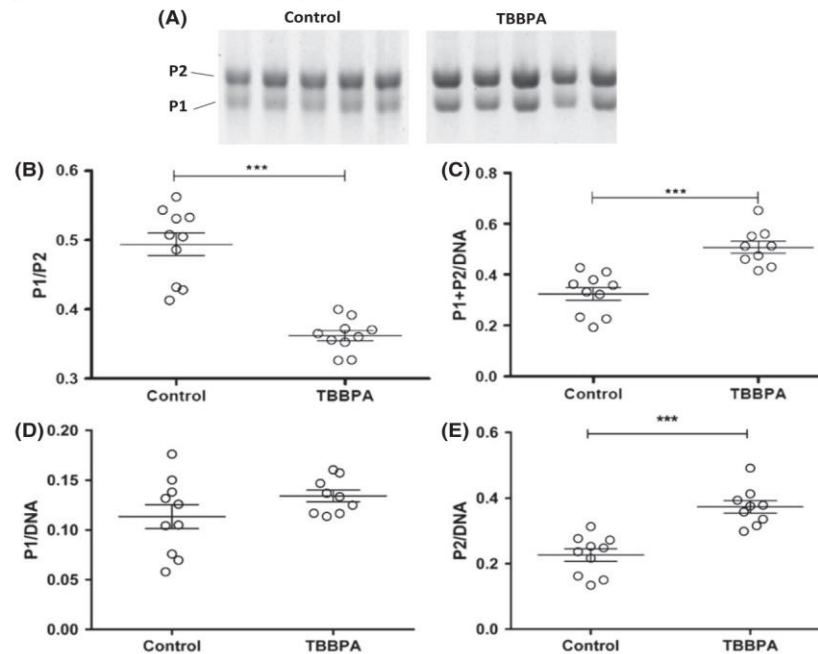 (A) Control TBBPA
P2
P1
(B) *** (C) ***
0.6
0.5
0.4
0.3
P1/P2
Control TBBPA
0.8
0.6
0.4
0.2
0.0
P1+P2/DNA
Control TBBPA
(D) (E) ***
0.20
0.15
0.10
0.05
0.00
P1/DNA
Control TBBPA
0.6
0.4
0.2
0.0
P2/DNA
Control TBBPA